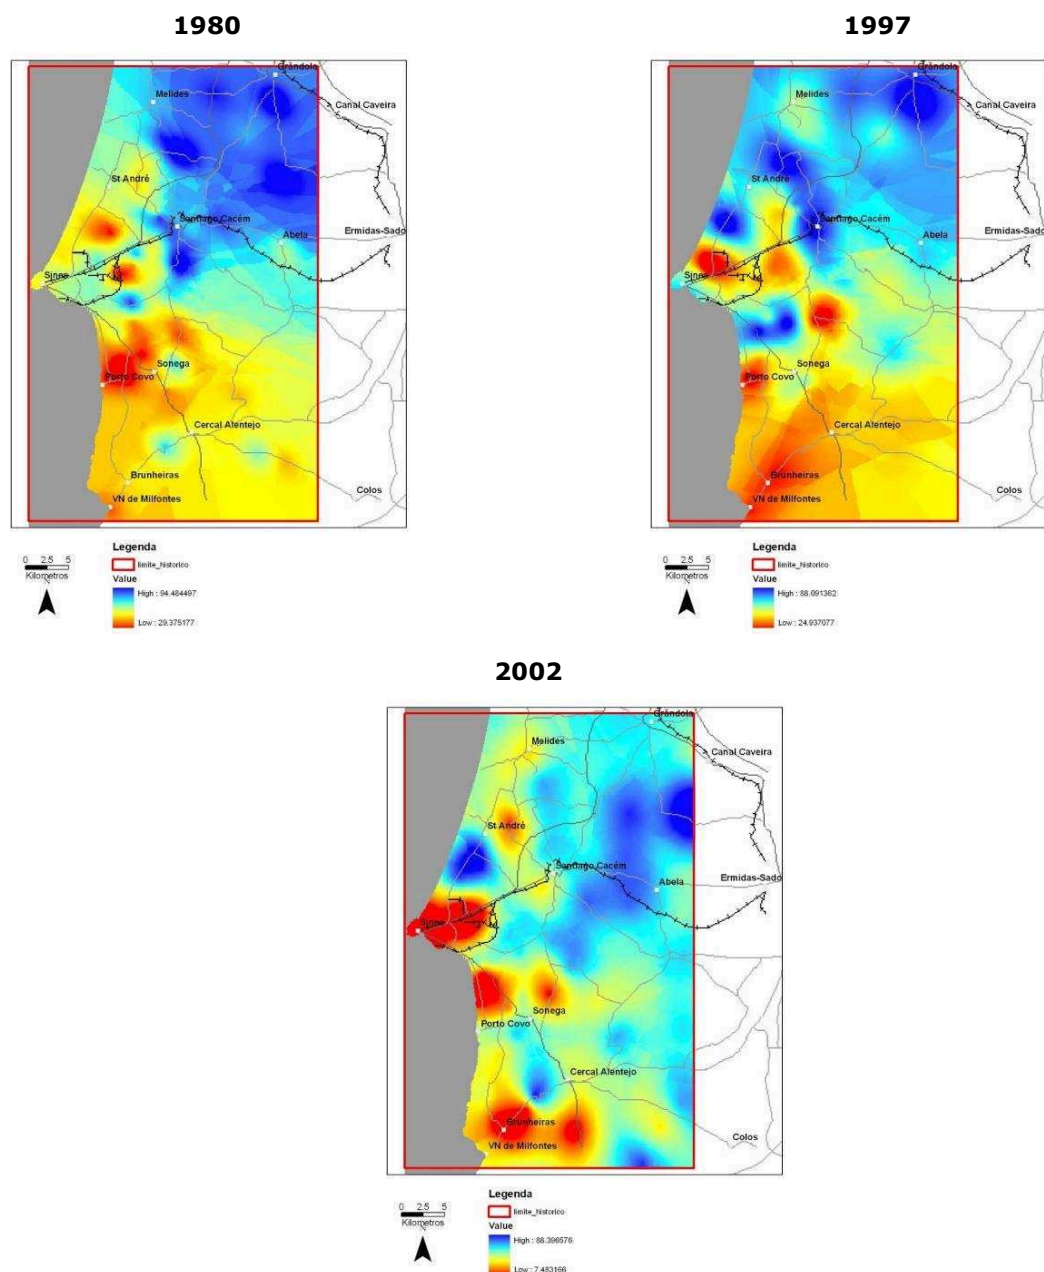 1980
1997
Grândola
Melides
Canal Caveira
St André
Santiago Cacém
Abela
Ermidas-Sado
Sines
Sonega
Porto Covo
Cercal Alentejo
Brunheiras
VN de Milfontes
Colos
Legenda
limite_historico
Value
High : 94.484497
Low : 29.375177
0 2.5 5
Kilometros
N
Grândola
Melides
Canal Caveira
St André
Santiago Cacém
Abela
Ermidas-Sado
Sines
Sonega
Porto Covo
Cercal Alentejo
Brunheiras
VN de Milfontes
Colos
Legenda
limite_historico
Value
High : 88.091362
Low : 24.937077
0 2.5 5
Kilometros
N
2002
Grândola
Melides
Canal Caveira
St André
Santiago Cacém
Abela
Ermidas-Sado
Sines
Sonega
Porto Covo
Cercal Alentejo
Brunheiras
VN de Milfontes
Colos
Legenda
limite_historico
Value
High : 88.396576
Low : 7.483166
0 2.5 5
Kilometros
N